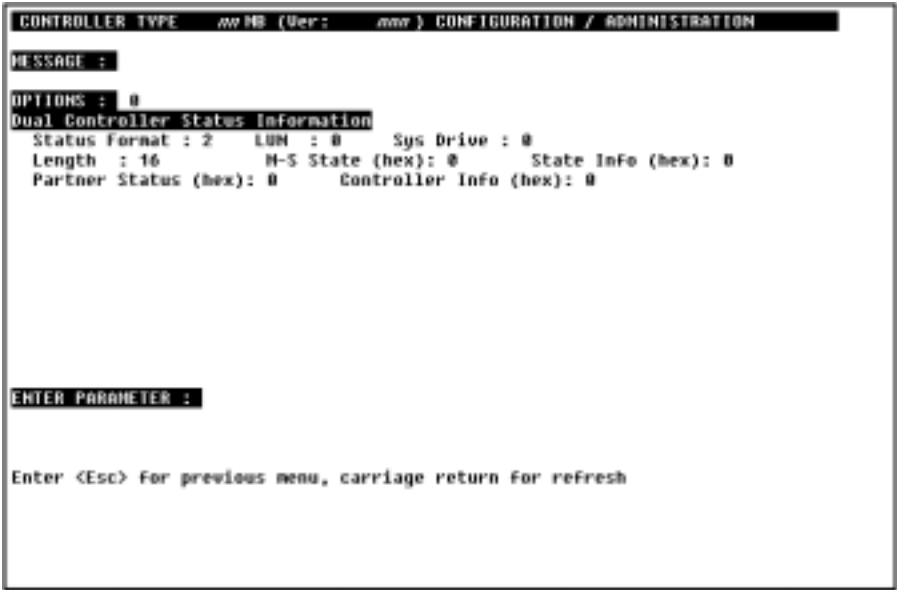 CONTROLLER TYPE nn MB (Ver: nnn ) CONFIGURATION / ADMINISTRATION
MESSAGE :
OPTIONS : 0
Dual Controller Status Information
Status Format : 2 LUN : 0 Sys Drive : 0
Length : 16 M-S State (hex): 0 State Info (hex): 0
Partner Status (hex): 0 Controller Info (hex): 0
ENTER PARAMETER :
Enter <Esc> for previous menu, carriage return for refresh